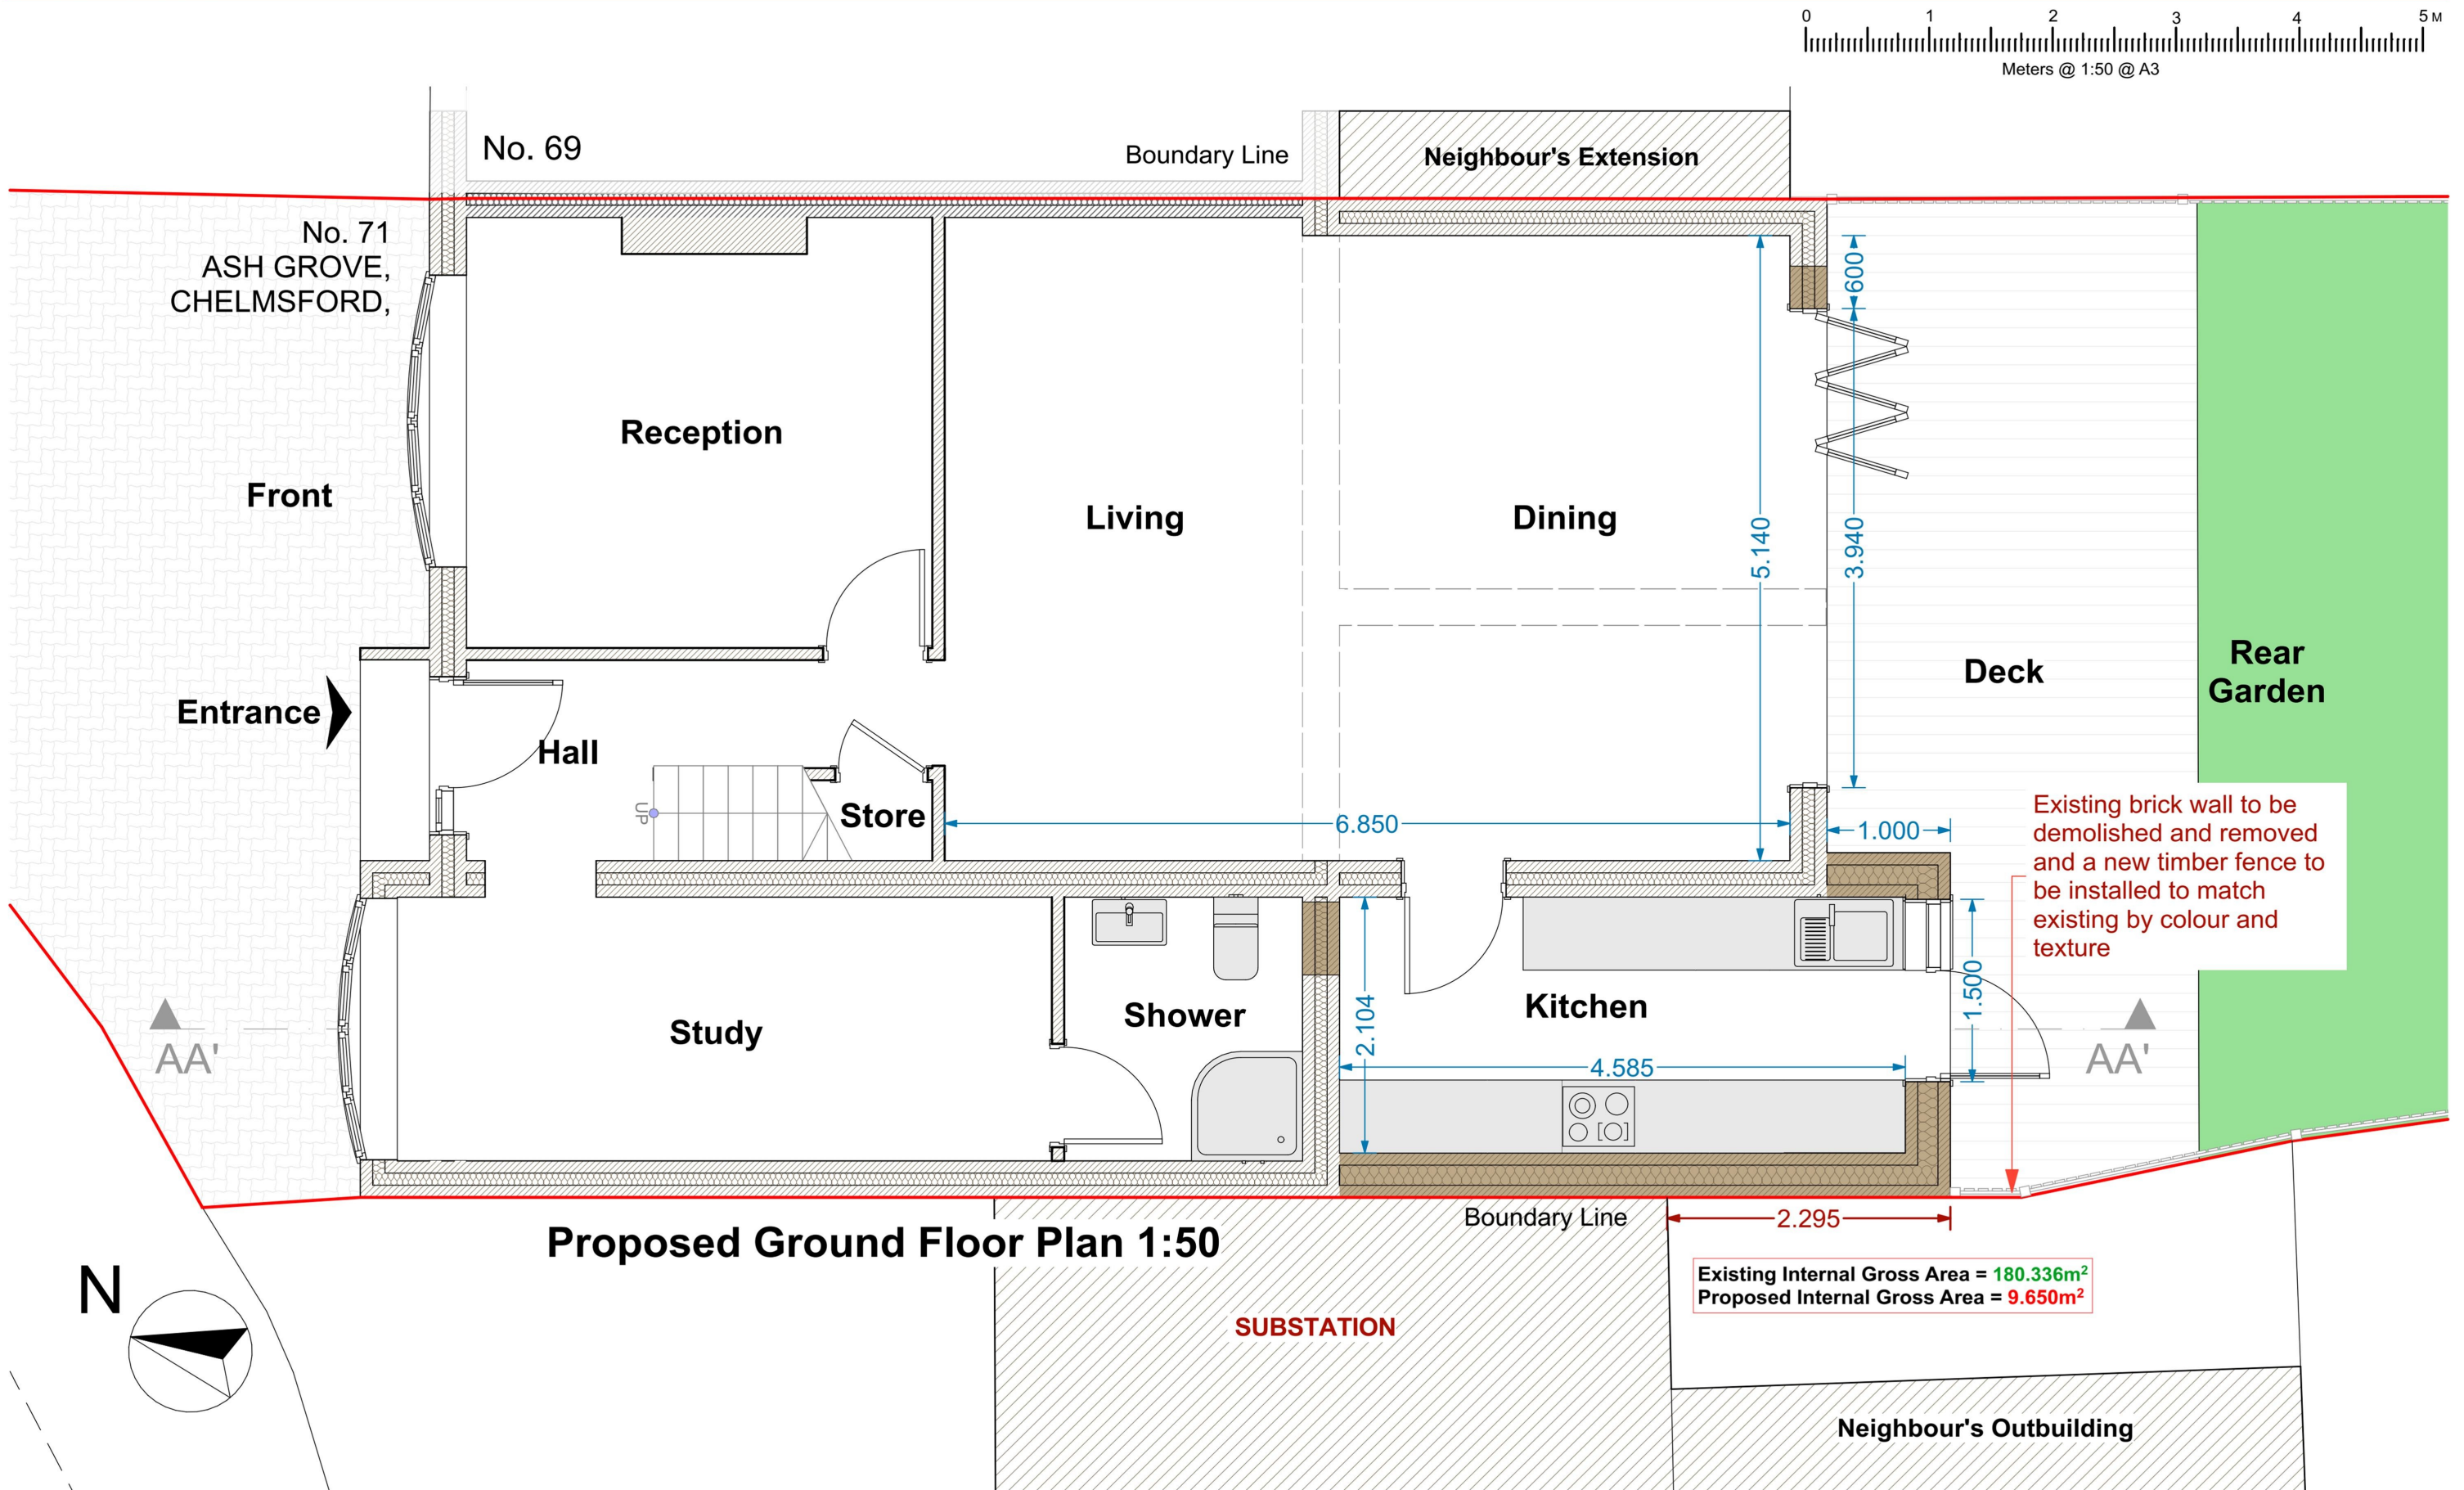 0 1 2 3 4 5 M
Meters @ 1:50 @ A3
No. 69
Boundary Line
Neighbour's Extension
No. 71
ASH GROVE,
CHELMSFORD,
600
Reception
Front
Living
Dining
5.140
3.940
Rear
Garden
Deck
Entrance
Hall
UP
Store
6.850
1.000
Existing brick wall to be
demolished and removed
and a new timber fence to
be installed to match
existing by colour and
texture
Study
Shower
2.104
Kitchen
1.500
4.585
AA'
AA'
Proposed Ground Floor Plan 1:50
Boundary Line
2.295
N
Existing Internal Gross Area = 180.336m²
Proposed Internal Gross Area = 9.650m²
SUBSTATION
Neighbour's Outbuilding